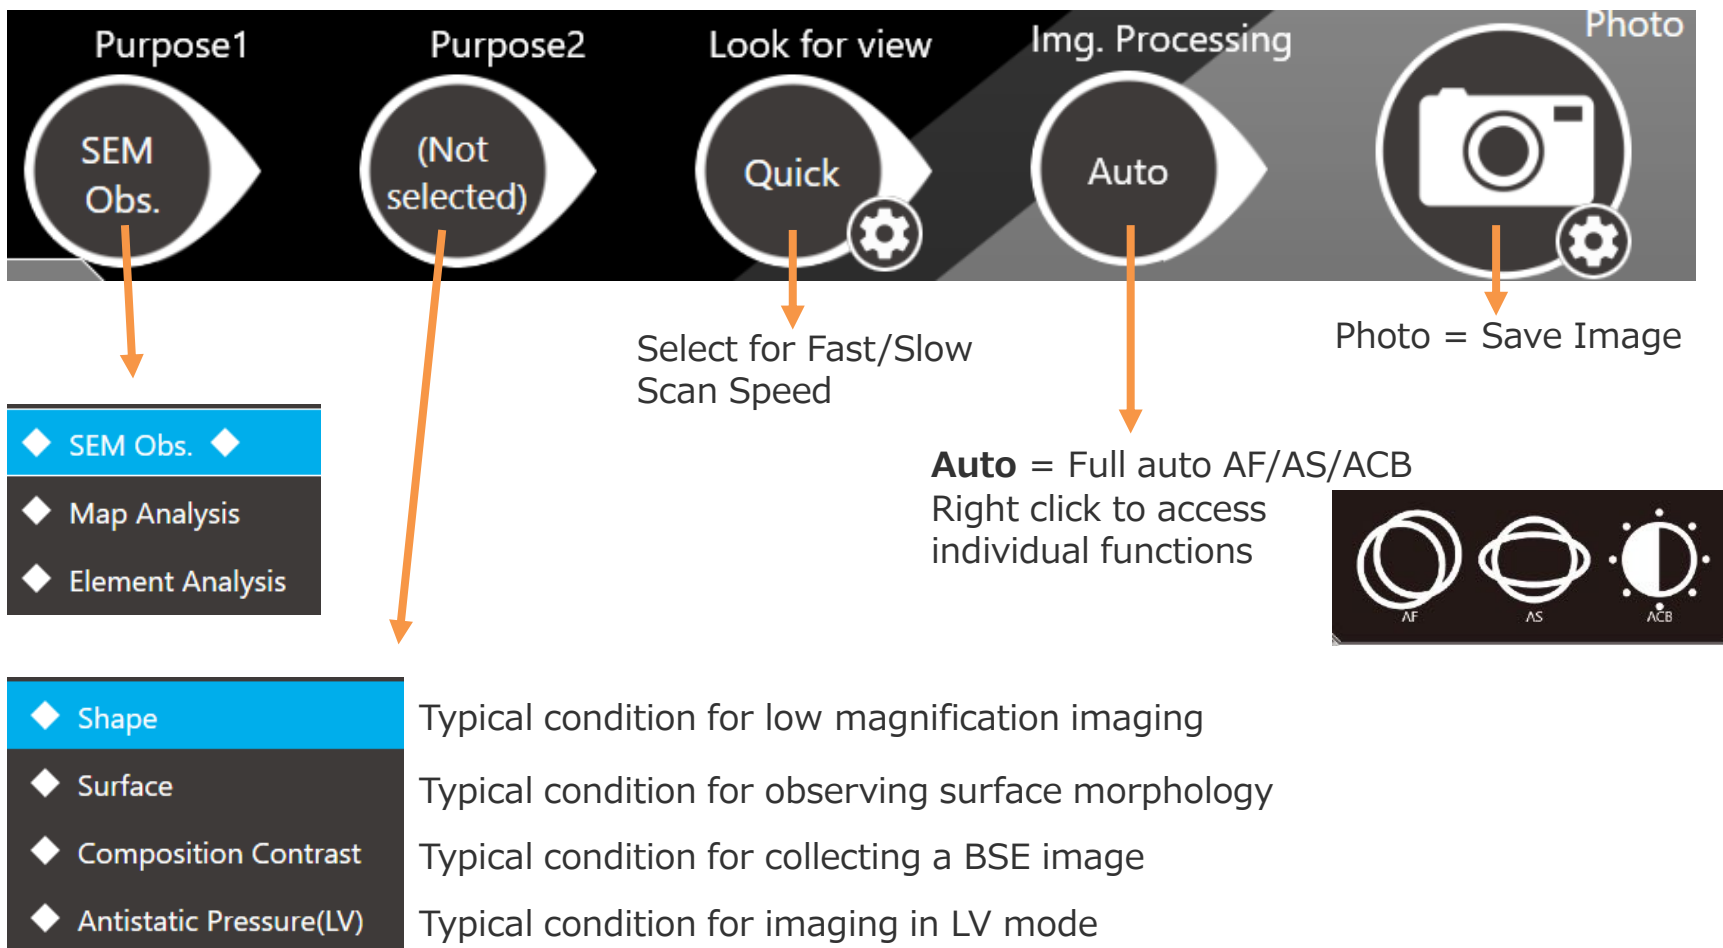 Purpose1
Purpose2
Look for view
Img. Processing
Photo
SEM
Obs.
(Not
selected)
Quick
Auto
Select for Fast/Slow
Scan Speed
Photo = Save Image
SEM Obs.
Map Analysis
Element Analysis
Auto = Full auto AF/AS/ACB
Right click to access
individual functions
AF
AS
ACB
Shape
Typical condition for low magnification imaging
Surface
Typical condition for observing surface morphology
Composition Contrast
Typical condition for collecting a BSE image
Antistatic Pressure(LV)
Typical condition for imaging in LV mode